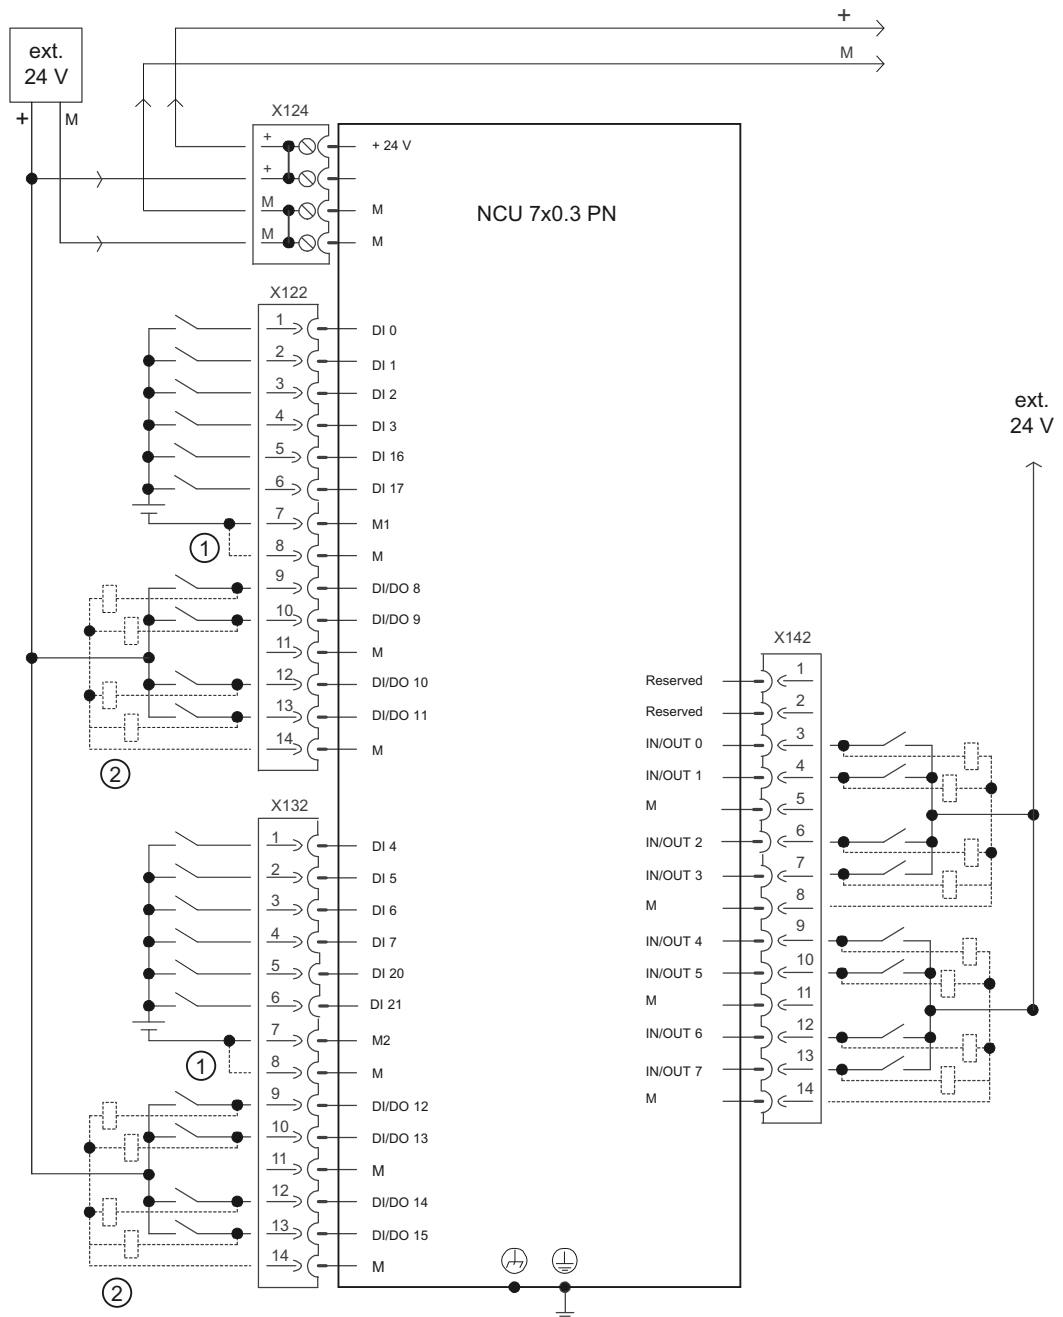 +
M
ext.
24 V
+
M
X124
+
+ 24 V
+
M
M
M
M
NCU 7x0.3 PN
X122
1
DI 0
2
DI 1
3
DI 2
4
DI 3
5
DI 16
6
DI 17
7
M1
1
8
M
9
DI/DO 8
10
DI/DO 9
11
M
12
DI/DO 10
13
DI/DO 11
14
M
2
X132
1
DI 4
2
DI 5
3
DI 6
4
DI 7
5
DI 20
6
DI 21
7
M2
1
8
M
9
DI/DO 12
10
DI/DO 13
11
M
12
DI/DO 14
13
DI/DO 15
14
M
2
ext.
24 V
X142
Reserved
1
Reserved
2
IN/OUT 0
3
IN/OUT 1
4
M
5
IN/OUT 2
6
IN/OUT 3
7
M
8
IN/OUT 4
9
IN/OUT 5
10
M
11
IN/OUT 6
12
IN/OUT 7
13
M
14